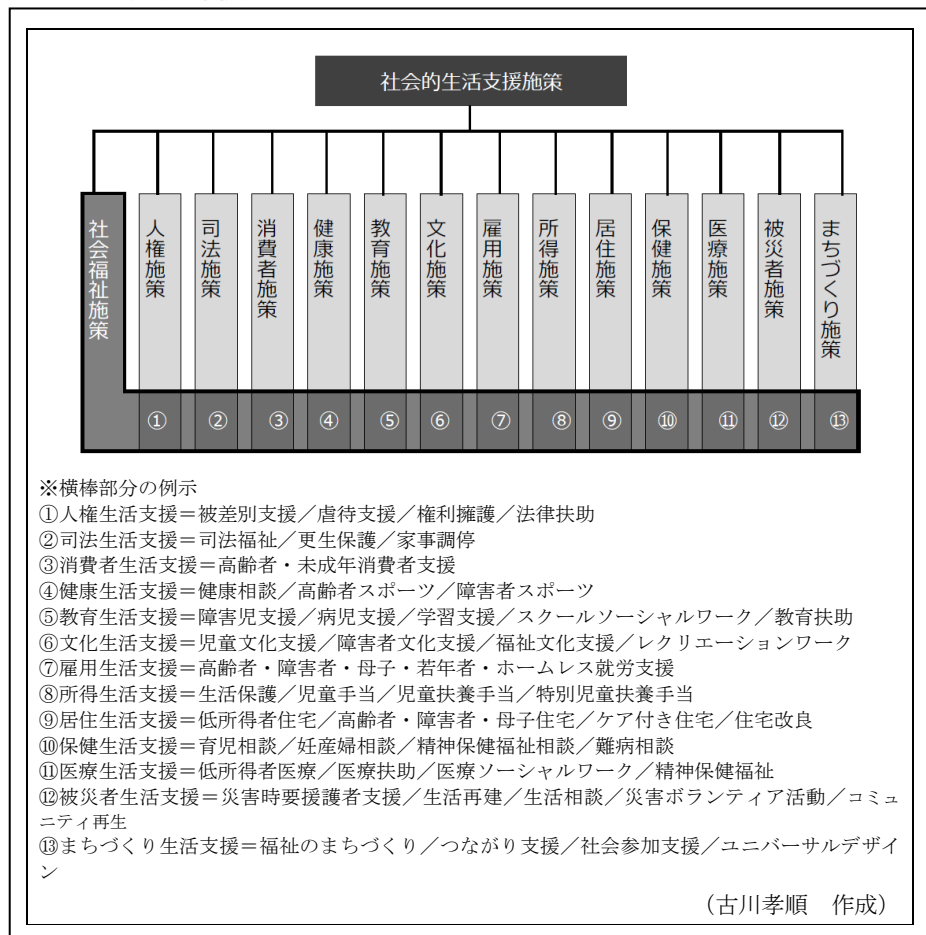 社会的生活支援施策
社会福祉施策
人権施策
司法施策
消費者施策
健康施策
教育施策
文化施策
雇用施策
所得施策
居住施策
保健施策
医療施策
被災者施策
まちづくり施策
① ② ③ ④ ⑤ ⑥ ⑦ ⑧ ⑨ ⑩ ⑪ ⑫ ⑬
※横棒部分の例示
①人権生活支援＝被差別支援／虐待支援／権利擁護／法律扶助
②司法生活支援＝司法福祉／更生保護／家事調停
③消費者生活支援＝高齢者・未成年消費者支援
④健康生活支援＝健康相談／高齢者スポーツ／障害者スポーツ
⑤教育生活支援＝障害児支援／病児支援／学習支援／スクールソーシャルワーク／教育扶助
⑥文化生活支援＝児童文化支援／障害者文化支援／福祉文化支援／レクリエーションワーク
⑦雇用生活支援＝高齢者・障害者・母子・若年者・ホームレス就労支援
⑧所得生活支援＝生活保護／児童手当／児童扶養手当／特別児童扶養手当
⑨居住生活支援＝低所得者住宅／高齢者・障害者・母子住宅／ケア付き住宅／住宅改良
⑩保健生活支援＝育児相談／妊産婦相談／精神保健福祉相談／難病相談
⑪医療生活支援＝低所得者医療／医療扶助／医療ソーシャルワーク／精神保健福祉
⑫被災者生活支援＝災害時要援護者支援／生活再建／生活相談／災害ボランティア活動／コミュ
ニティ再生
⑬まちづくり生活支援＝福祉のまちづくり／つながり支援／社会参加支援／ユニバーサルデザイ
ン
（古川孝順　作成）